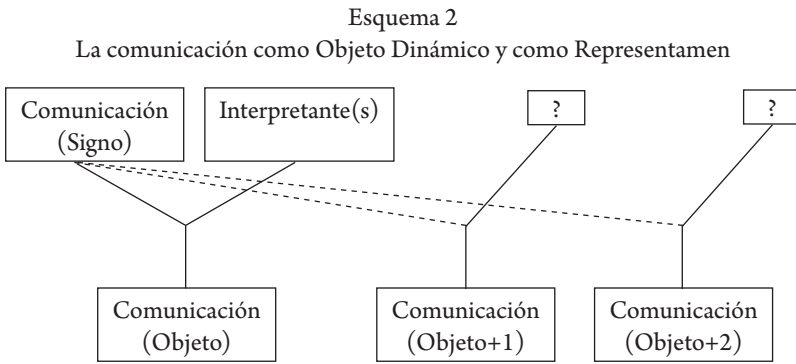 Esquema 2
La comunicación como Objeto Dinámico y como Representamen
Comunicación
(Signo)
Interpretante(s)
?
?
Comunicación
(Objeto)
Comunicación
(Objeto+1)
Comunicación
(Objeto+2)